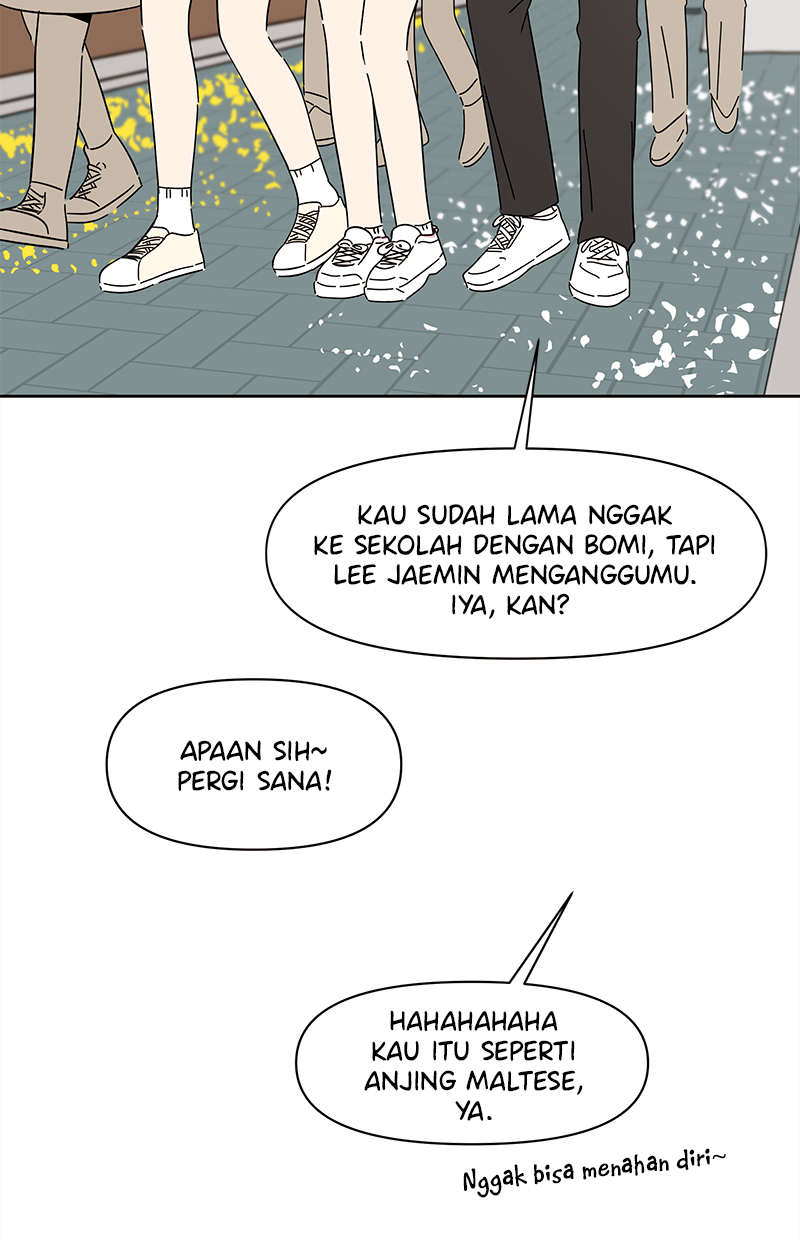 KAU SUDAH LAMA NGGAK
KE SEKOLAH DENGAN BOMI, TAPI
LEE JAEMIN MENGANGGUMU.
IYA, KAN?
APAAN SIH~
PERGI SANA!
HAHAHAHAHA
KAU ITU SEPERTI
ANJING MALTESE,
YA.
Nggak bisa menahan diri~